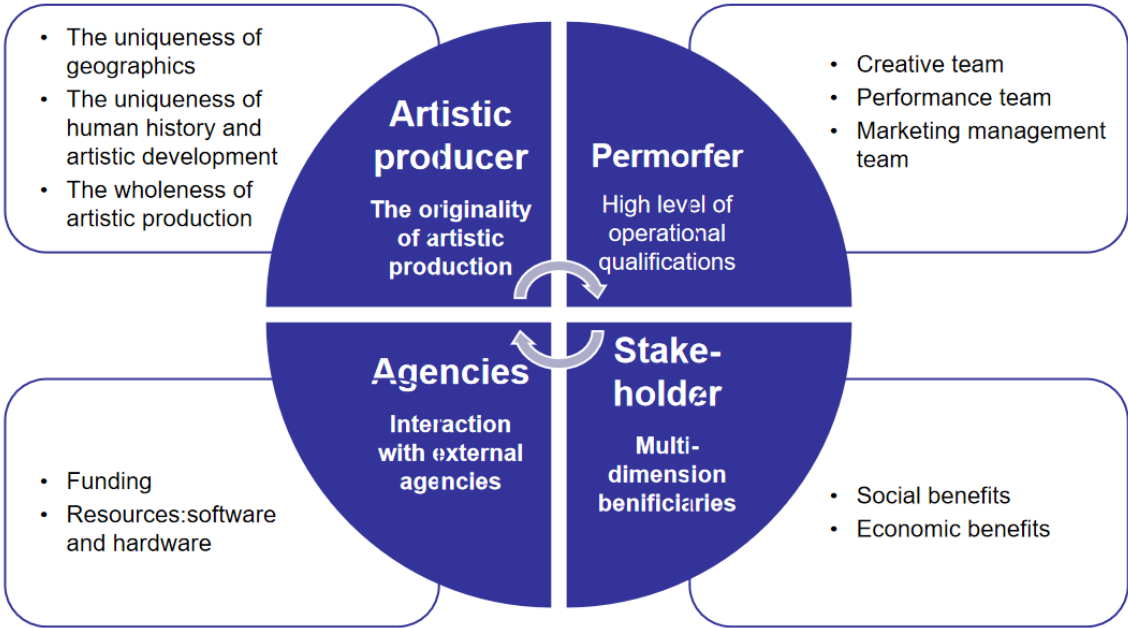 • The uniqueness of
geographics
• The uniqueness of
human history and
artistic development
• The wholeness of
artistic production
Artistic
producer
The originality
of artistic
production
Permorfer
High level of
operational
qualifications
• Creative team
• Performance team
• Marketing management
team
Agencies
Interaction
with external
agencies
• Funding
• Resources:software
and hardware
Stake-
holder
Multi-
dimension
benificiaries
• Social benefits
• Economic benefits